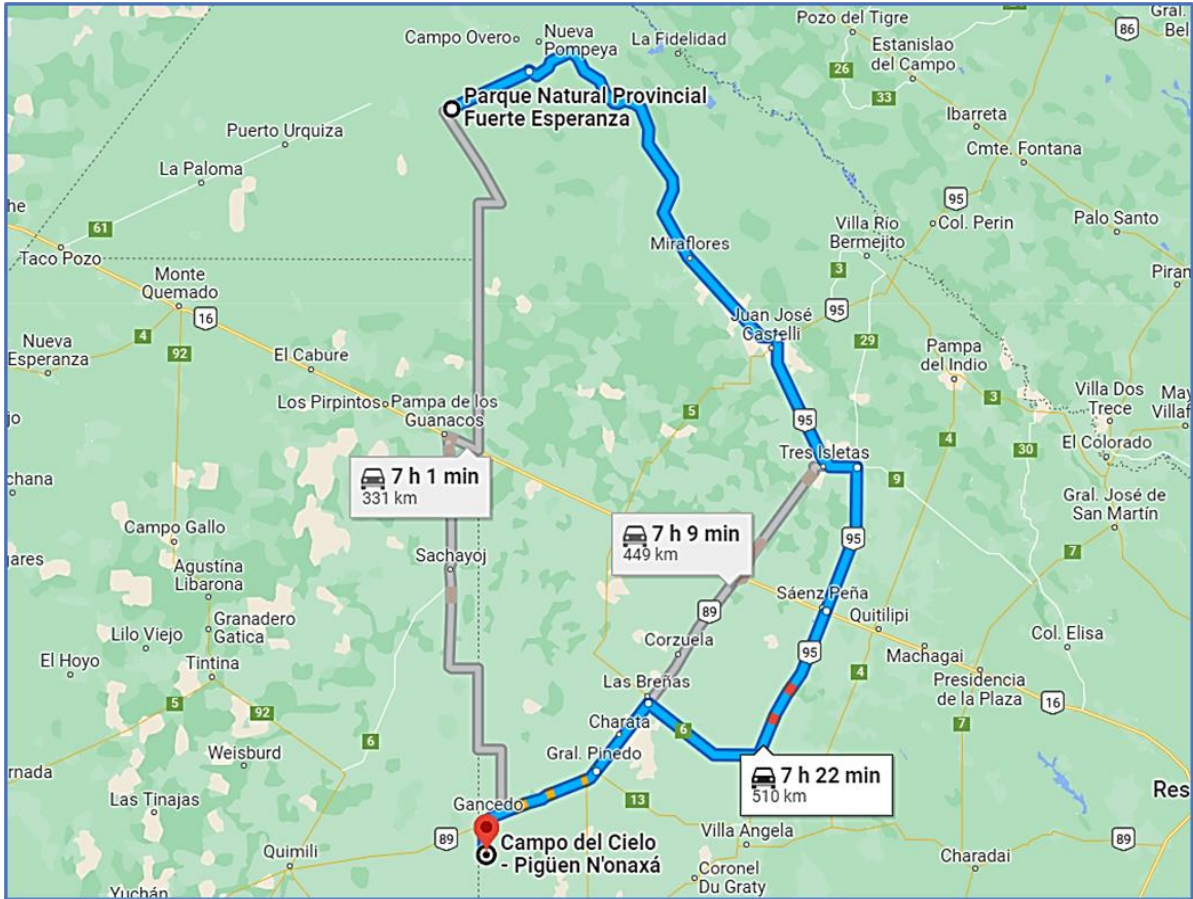 Pozo del Tigre
Gral.
Bel
86
Campo Overo
Nueva
Pompeya
La Fidelidad
Estanislao
del Campo
26
33
Parque Natural Provincial
Fuerte Esperanza
Puerto Urquiza
Ibarreta
Cmte. Fontana
La Paloma
he
61
95
Villa Río
Bermejito
Col. Perin
Palo Santo
Taco Pozo
Miraflores
3
Piran
Monte
Quemado
16
95
Juan José
Castelli
Nueva
Esperanza
4
92
29
El Cabure
Pampa
del Indio
Villa Dos
Trece
May
Villaf
Los Pirpintos
Pampa de los
Guanacos
5
3
jo
95
4
30
El Colorado
Tres Isletas
7 h 1 min
331 km
9
chana
Gral. José de
San Martín
Campo Gallo
7 h 9 min
449 km
95
7
jares
Sachayoj
Agustína
Libarona
Sáenz Peña
Quitilipi
89
Granadero
Gatica
Lilo Viejo
Corzuela
95
Col. Elisa
El Hoyo
Tintina
Machagai
4
Las Breñas
Presidencia
de la Plaza
16
5
92
Charata
6
7
6
Weisburd
Gral. Pinedo
7 h 22 min
510 km
rnada
Las Tinajas
Gancedo
13
Res
89
Campo del Cielo
- Pigüen N'onaxá
Villa Angela
89
Quimili
Charadai
Coronel
Du Graty
Yuchán